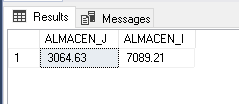 Results Messages
ALMACEN_J ALMACEN_I
1 3064.63 7089.21